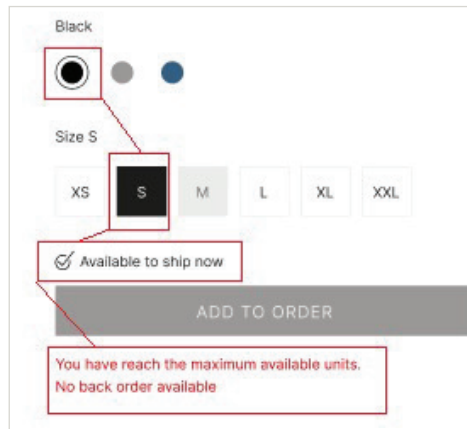 Black
Size S
XS S M L XL XXL
Available to ship now
ADD TO ORDER
You have reach the maximum available units.
No back order available